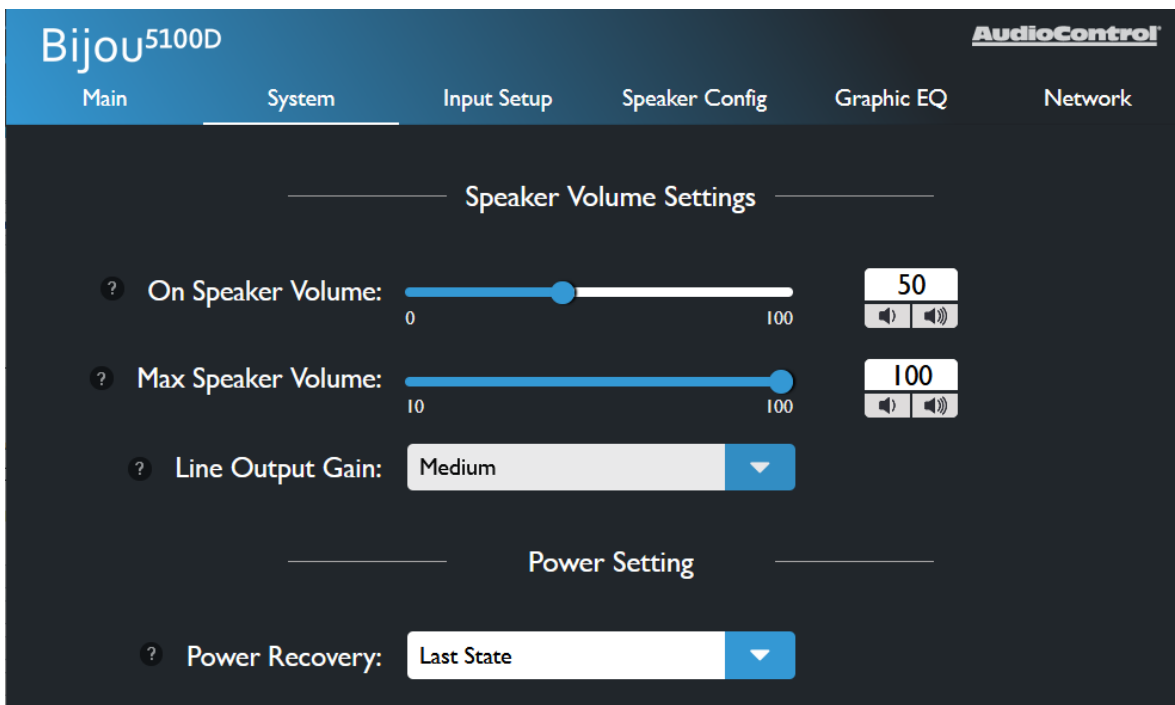 Bijou5100D
AudioControl
Main System Input Setup Speaker Config Graphic EQ Network
Speaker Volume Settings
? On Speaker Volume: 50
0 100
? Max Speaker Volume: 100
10 100
? Line Output Gain: Medium
Power Setting
? Power Recovery: Last State